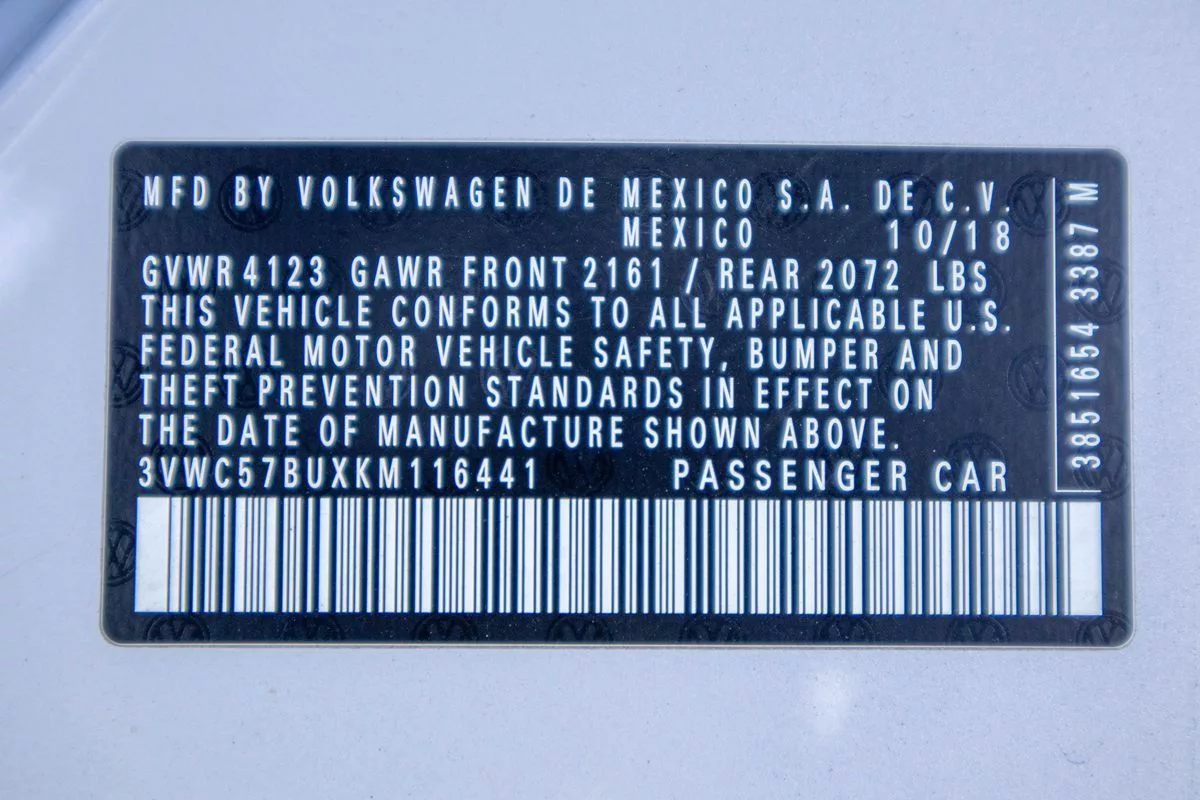 MFD BY VOLKSWAGEN DE MEXICO S.A. DE C.V.
MEXICO 10/18
GVWR 4123 GAWR FRONT 2161 / REAR 2072 LBS
THIS VEHICLE CONFORMS TO ALL APPLICABLE U.S.
FEDERAL MOTOR VEHICLE SAFETY, BUMPER AND
THEFT PREVENTION STANDARDS IN EFFECT ON
THE DATE OF MANUFACTURE SHOWN ABOVE.
3VWC57BUXKM116441 PASSENGER CAR
38516454 3387 M